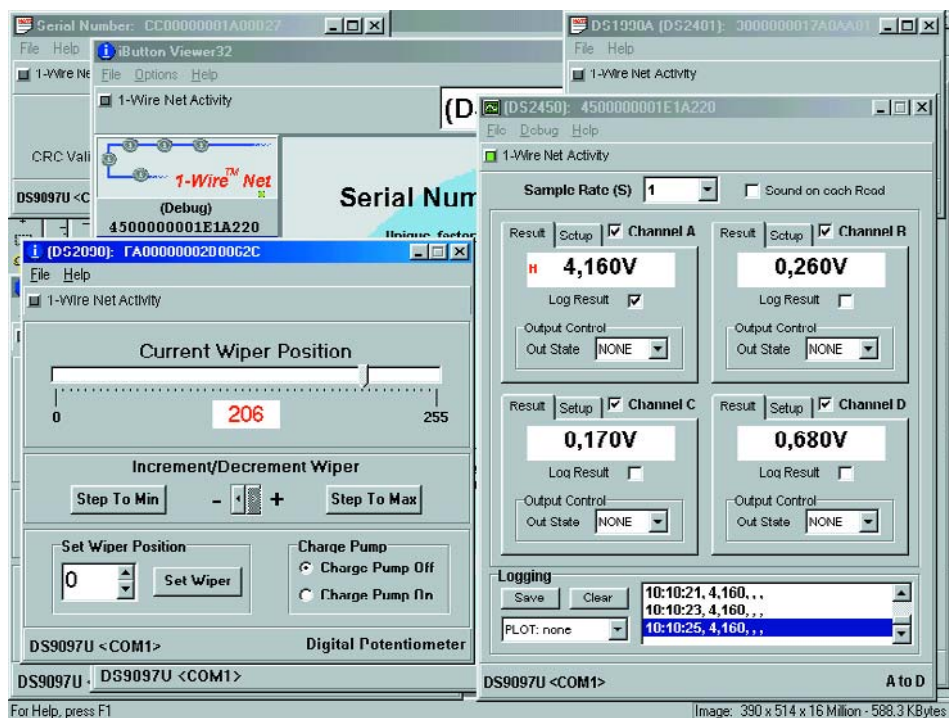 Serial Number: CC00000001A00D27
File Help
1-Wire Ne
CRC Vali
DS9097U <C
iButton Viewer32
File Options Help
1-Wire Net Activity
(D
1-Wire™ Net
(Debug)
4500000001E1A220
Serial Num
Unique, factor
DS1990A (DS2401):
File Help
1-Wire Net Activity
(DS2450): 4500000001E1A220
File Debug Help
1-Wire Net Activity
Sample Rate (S) 1
Sound on each Read
Result Setup Channel A
H 4,160V
Log Result
Output Control
Out State NONE
Result Setup Channel B
0,260V
Log Result
Output Control
Out State NONE
Result Setup Channel C
0,170V
Log Result
Output Control
Out State NONE
Result Setup Channel D
0,680V
Log Result
Output Control
Out State NONE
Logging
Save Clear
PLOT: none
10:10:21, 4,160, , ,
10:10:23, 4,160, , ,
10:10:25, 4,160, , ,
DS9097U <COM1> A to D
(DS2890):
File Help
1-Wire Net Activity
Current Wiper Position
0 206 255
Increment/Decrement Wiper
Step To Min - + Step To Max
Set Wiper Position
0 Set Wiper
Charge Pump
Charge Pump Off
Charge Pump On
DS9097U <COM1> Digital Potentiometer
DS9097U
DS9097U <COM1>
For Help, press F1
Image: 390 x 514 x 16 Million - 588.3 KBytes